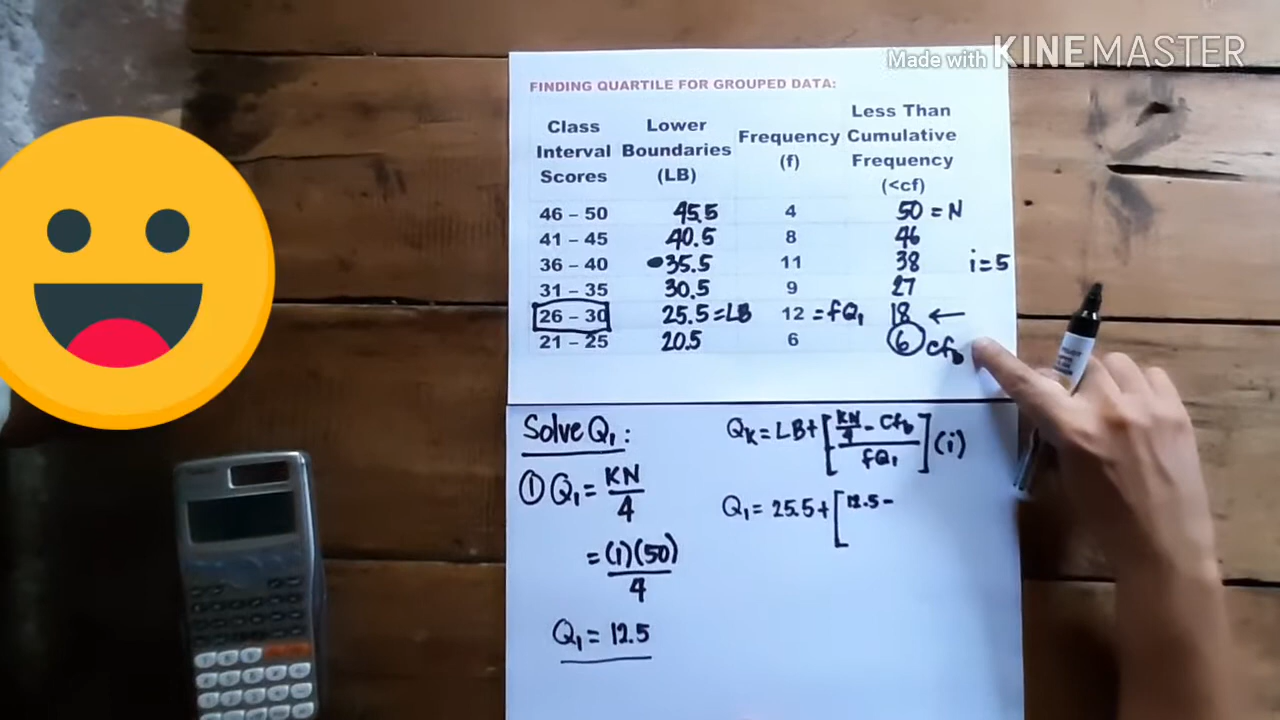 Made with KINEMASTER
FINDING QUARTILE FOR GROUPED DATA:
Class Interval Scores Lower Boundaries (LB) Frequency (f) Less Than Cumulative Frequency (<cf)
46 – 50 45.5 4 50 = N
41 – 45 40.5 8 46
36 – 40 35.5 11 38 i = 5
31 – 35 30.5 9 27
26 – 30 25.5 = LB 12 = fQ₁ 18 ←
21 – 25 20.5 6 6 cfb
Solve Q₁:
① Q₁ = KN/4
= (1)(50)/4
Q₁ = 12.5
QK = LB + [(KN/4 - Cfb)/fQ₁] (i)
Q₁ = 25.5 + [12.5 -